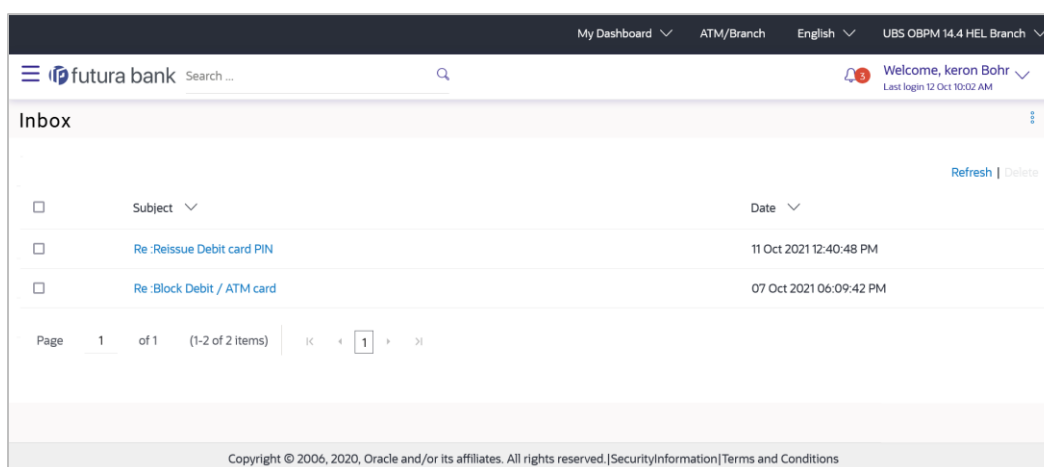 My Dashboard ATM/Branch English UBS OBPM 14.4 HEL Branch
futura bank Search ... 3 Welcome, keron Bohr
Last login 12 Oct 10:02 AM
Inbox
Refresh | Delete
Subject Date
Re :Reissue Debit card PIN 11 Oct 2021 12:40:48 PM
Re :Block Debit / ATM card 07 Oct 2021 06:09:42 PM
Page 1 of 1 (1-2 of 2 items) 1
Copyright © 2006, 2020, Oracle and/or its affiliates. All rights reserved.|SecurityInformation|Terms and Conditions